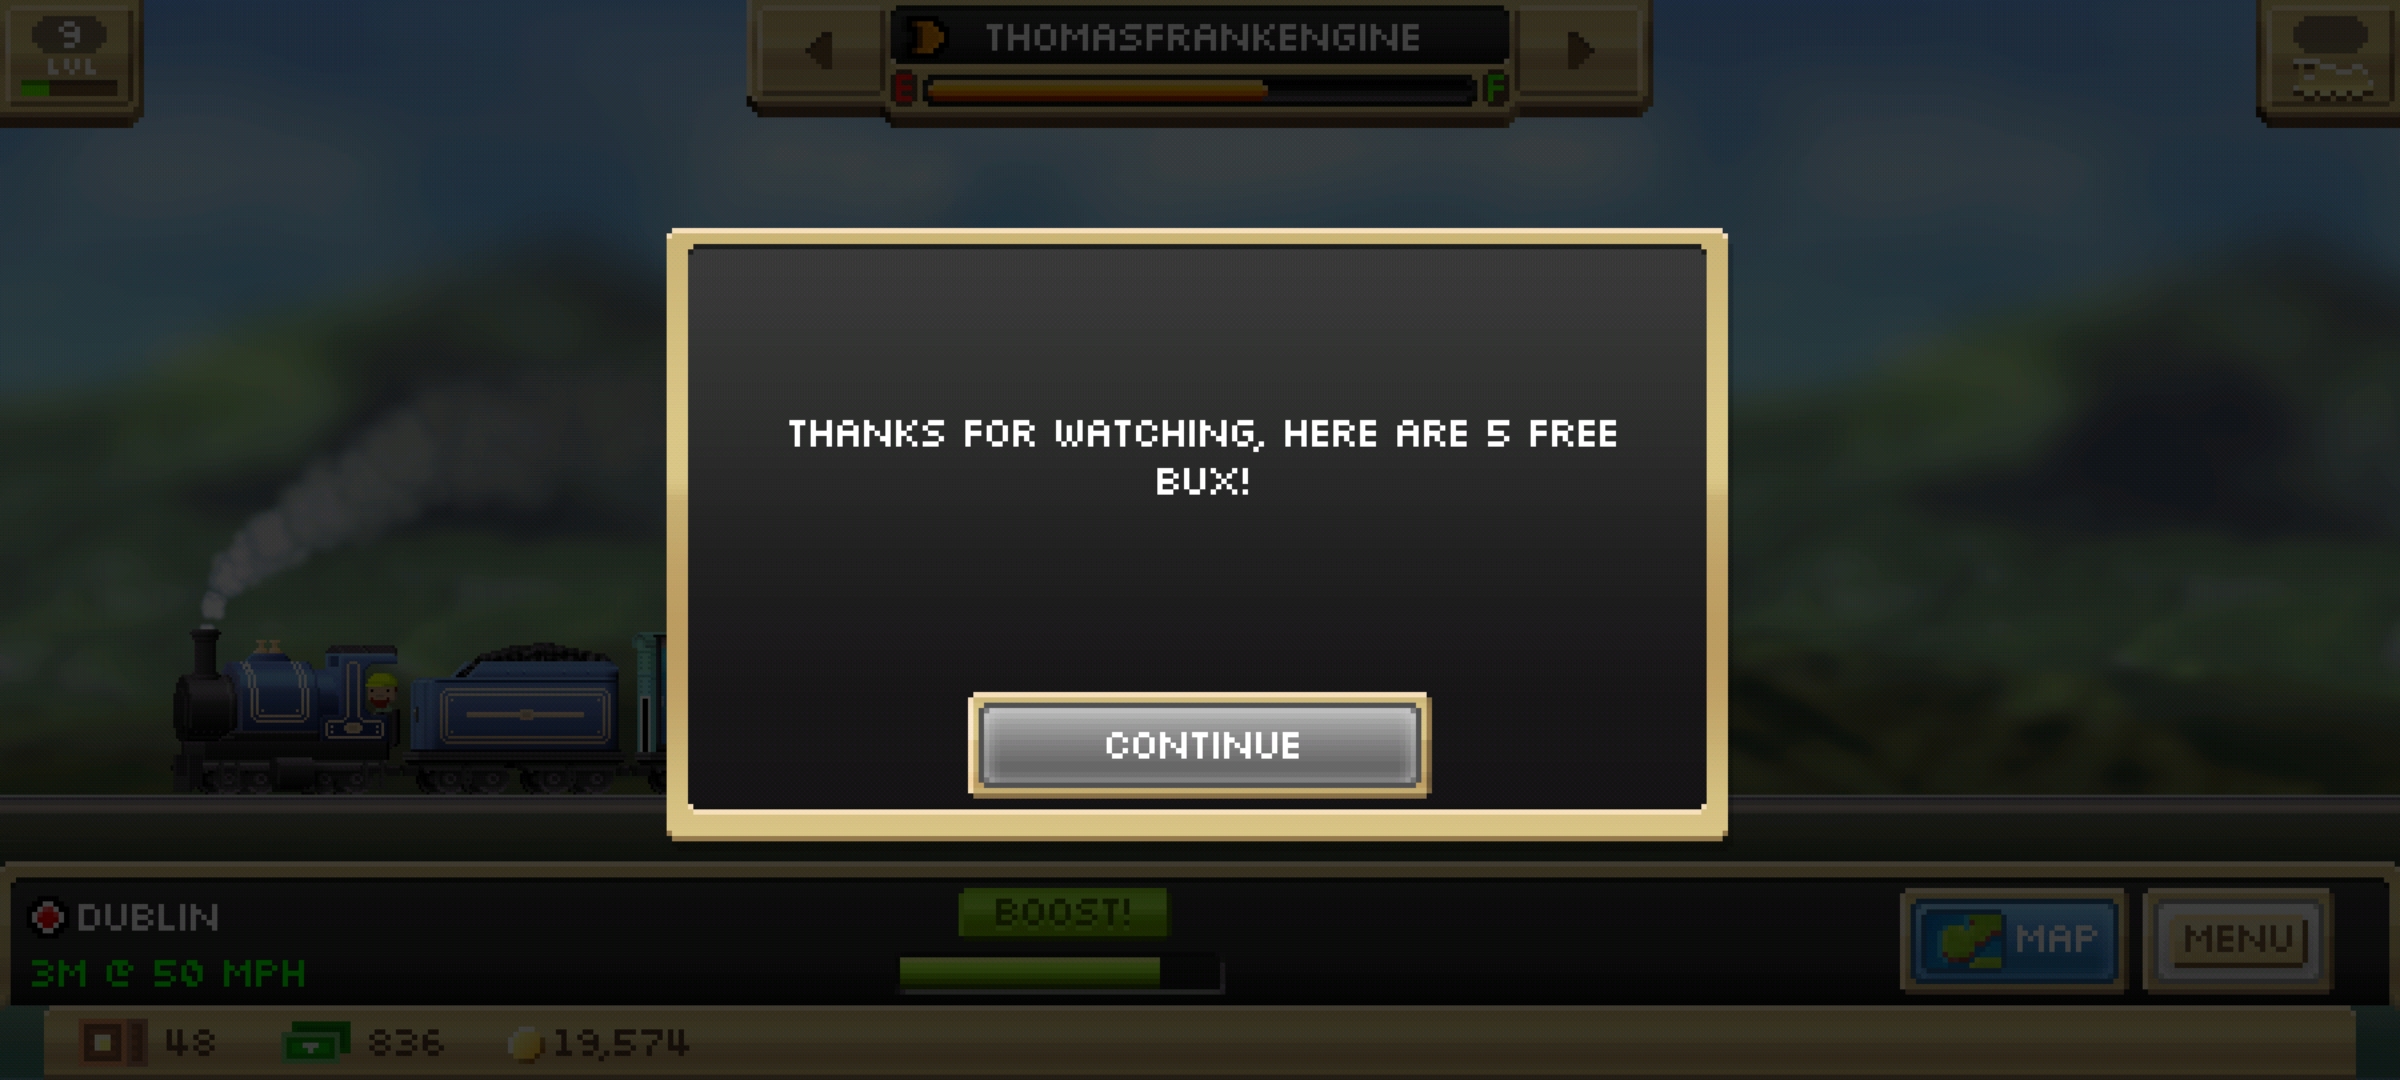 9
LVL
THOMASFRANKENGINE
E
F
THANKS FOR WATCHING, HERE ARE 5 FREE
BUX!
CONTINUE
DUBLIN
3M @ 50 MPH
BOOST!
MAP
MENU
48
836
19,574